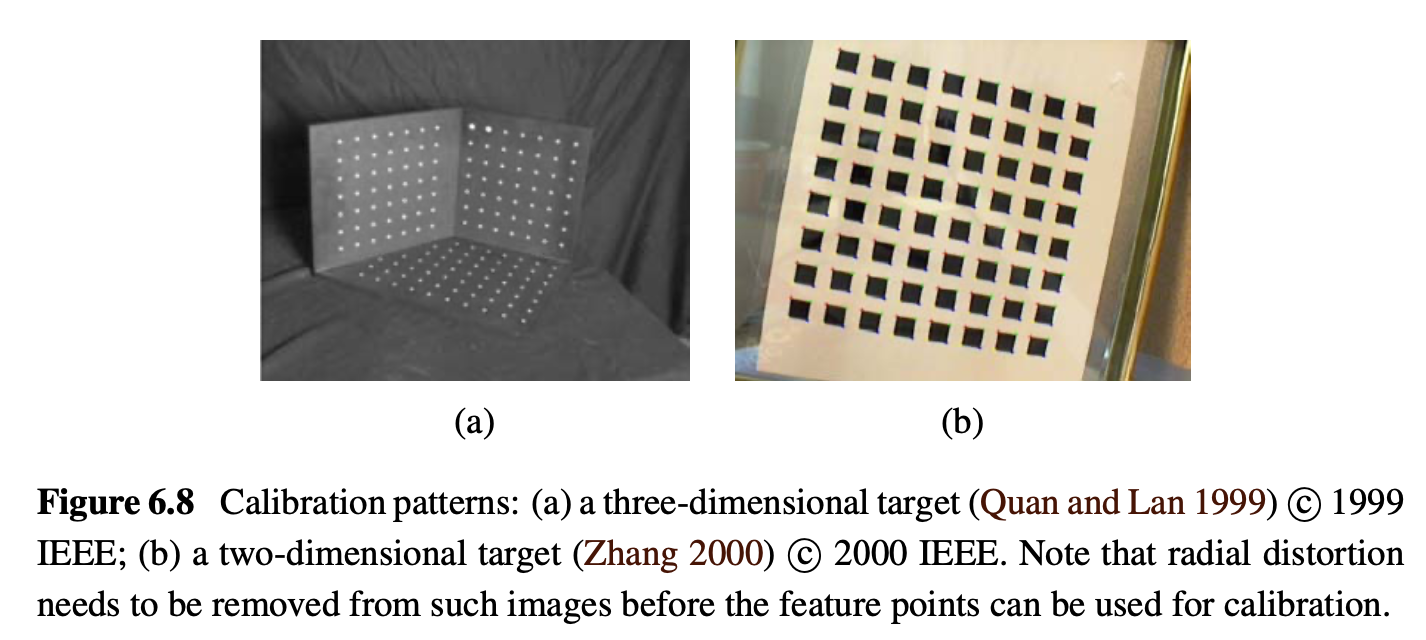 (a)
(b)
Figure 6.8 Calibration patterns: (a) a three-dimensional target (Quan and Lan 1999) © 1999
IEEE; (b) a two-dimensional target (Zhang 2000) © 2000 IEEE. Note that radial distortion
needs to be removed from such images before the feature points can be used for calibration.